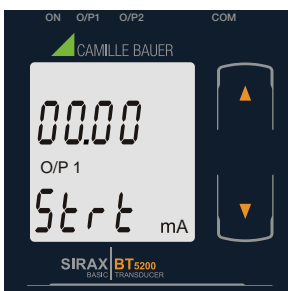 ON O/P1 O/P2 COM
CAMILLE BAUER
00.00
O/P 1
Strt mA
SIRAX BT5200
BASIC TRANSDUCER